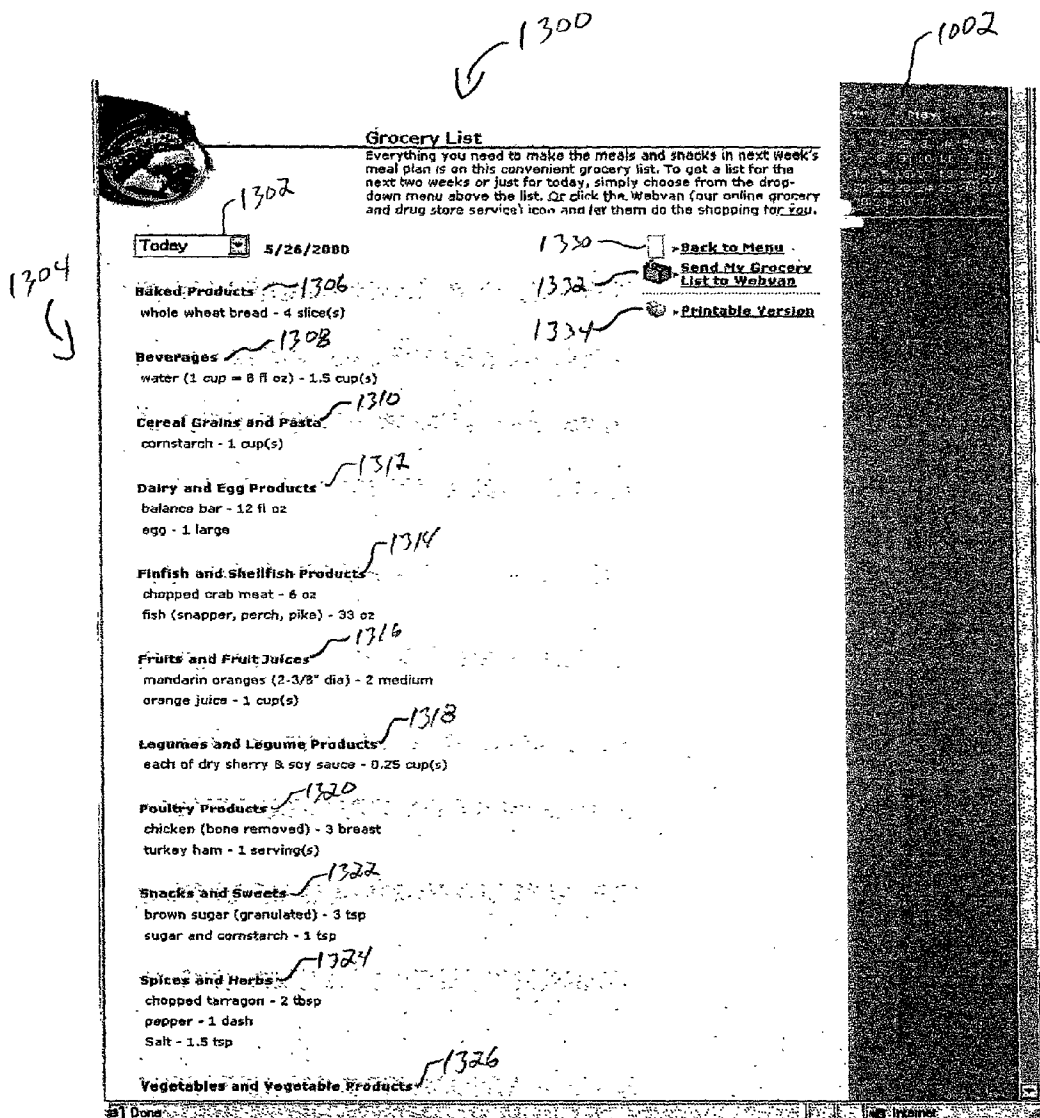 1300
1002
Grocery List
Everything you need to make the meals and snacks in next week's
meal plan is on this convenient grocery list. To get a list for the
next two weeks or just for today, simply choose from the drop-
down menu above the list. Or click the Webvan (our online grocery
and drug store service) icon and let them do the shopping for you.
1302
Today 5/26/2000
1330 Back to Menu
1332 Send My Grocery
List to Webvan
1334 Printable Version
1304
Baked Products 1306
whole wheat bread - 4 slice(s)
Beverages 1308
water (1 cup = 8 fl oz) - 1.5 cup(s)
Cereal Grains and Pasta 1310
cornstarch - 1 cup(s)
Dairy and Egg Products 1312
balance bar - 12 fl oz
egg - 1 large
Finfish and Shellfish Products 1314
chopped crab meat - 6 oz
fish (snapper, perch, pike) - 33 oz
Fruits and Fruit Juices 1316
mandarin oranges (2-3/8" dia) - 2 medium
orange juice - 1 cup(s)
Legumes and Legume Products 1318
each of dry sherry & soy sauce - 0.25 cup(s)
Poultry Products 1320
chicken (bone removed) - 3 breast
turkey ham - 1 serving(s)
Snacks and Sweets 1322
brown sugar (granulated) - 3 tsp
sugar and cornstarch - 1 tsp
Spices and Herbs 1324
chopped tarragon - 2 tbsp
pepper - 1 dash
Salt - 1.5 tsp
Vegetables and Vegetable Products 1326
Done
Internet